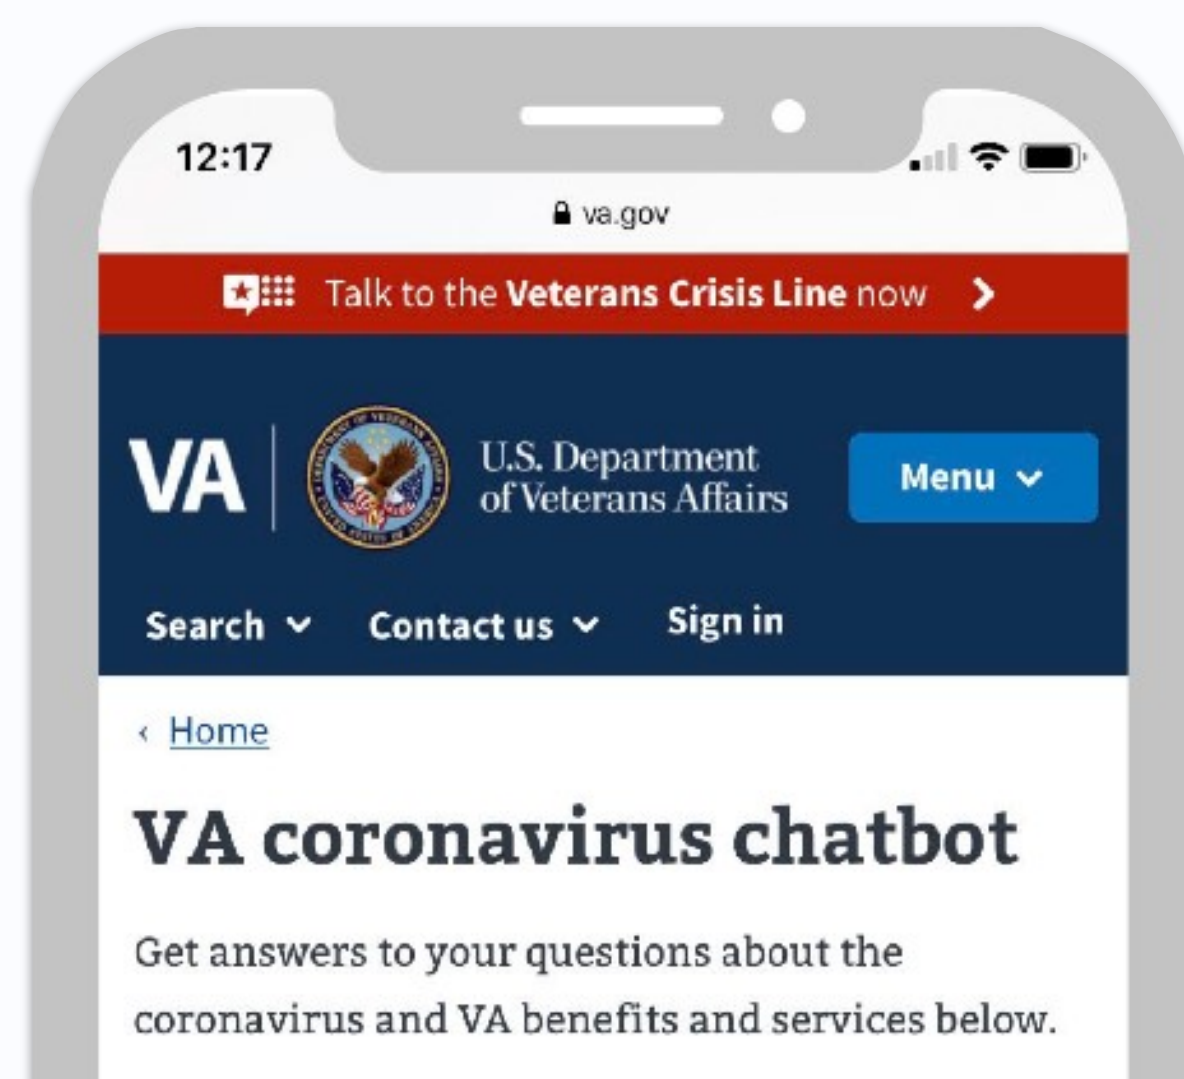 12:17
va.gov
Talk to the Veterans Crisis Line now
VA
U.S. Department
of Veterans Affairs
Menu
Search
Contact us
Sign in
‹ Home
VA coronavirus chatbot
Get answers to your questions about the
coronavirus and VA benefits and services below.